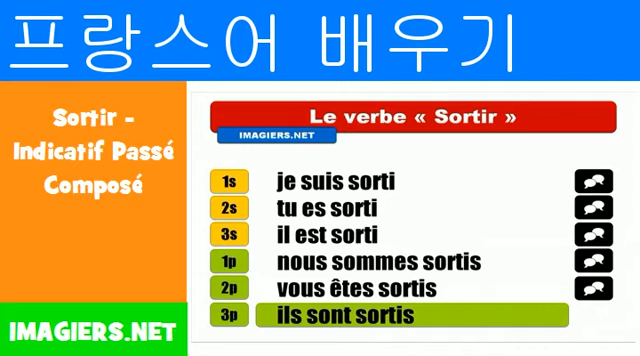 프랑스어 배우기
Sortir -
Indicatif Passé
Composé
IMAGIERS.NET
Le verbe « Sortir »
IMAGIERS.NET
1s je suis sorti
2s tu es sorti
3s il est sorti
1p nous sommes sortis
2p vous êtes sortis
3p ils sont sortis